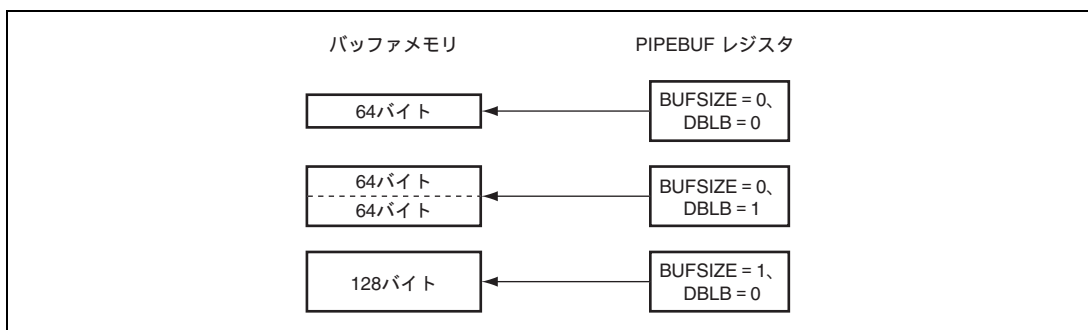 バッファメモリ
PIPEBUF レジスタ
64バイト
BUFSIZE = 0、
DBLB = 0
64バイト
64バイト
BUFSIZE = 0、
DBLB = 1
128バイト
BUFSIZE = 1、
DBLB = 0